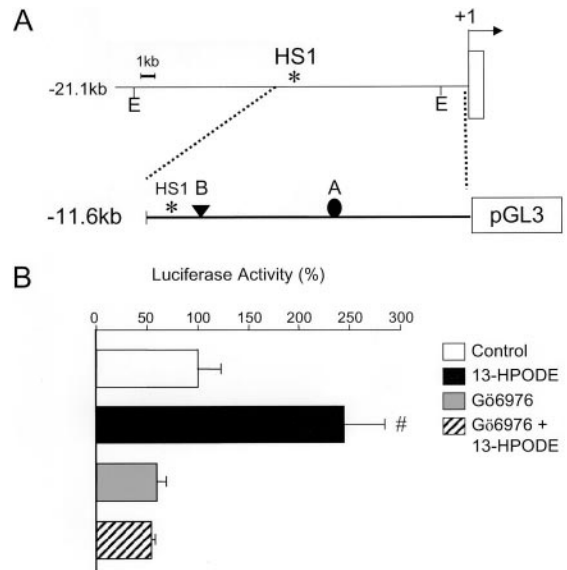 A
+1
1kb
HS1
*
-21.1kb
E
E
HS1 B
A
*
-11.6kb
pGL3
B
Luciferase Activity (%)
0 50 100 200 250 300
Control
13-HPODE
#
Gö6976
Gö6976 +
13-HPODE